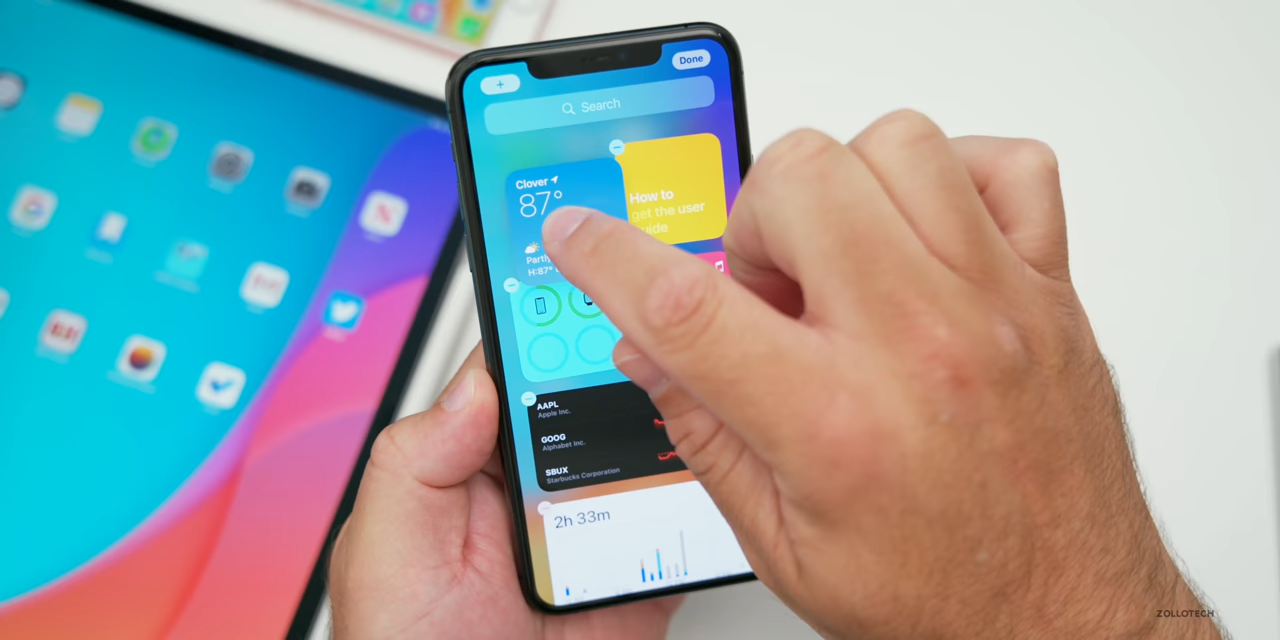 +
Done
Search
Clover
87°
Partly
H:87°
How to
get the user
guide
AAPL
Apple Inc.
GOOG
Alphabet Inc.
SBUX
Starbucks Corporation
2h 33m
ZOLLOTECH